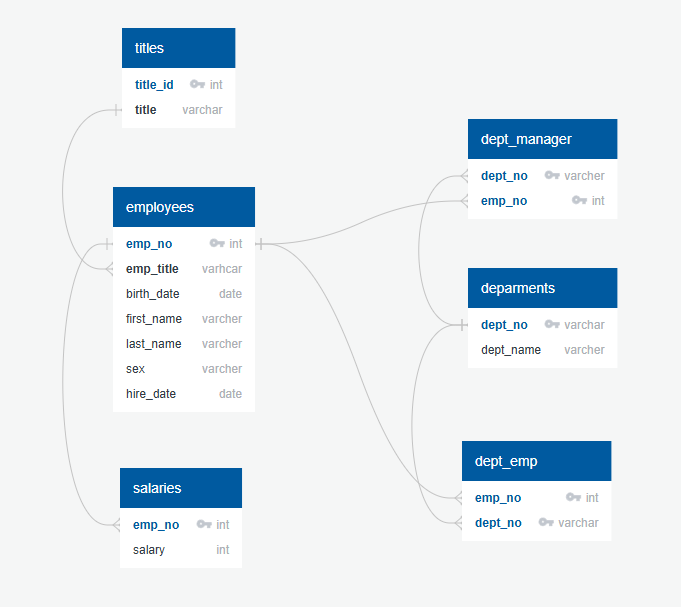 titles
title_id int
title varchar
employees
emp_no int
emp_title varhcar
birth_date date
first_name varcher
last_name varcher
sex varcher
hire_date date
salaries
emp_no int
salary int
dept_manager
dept_no varcher
emp_no int
deparments
dept_no varchar
dept_name varcher
dept_emp
emp_no int
dept_no varchar